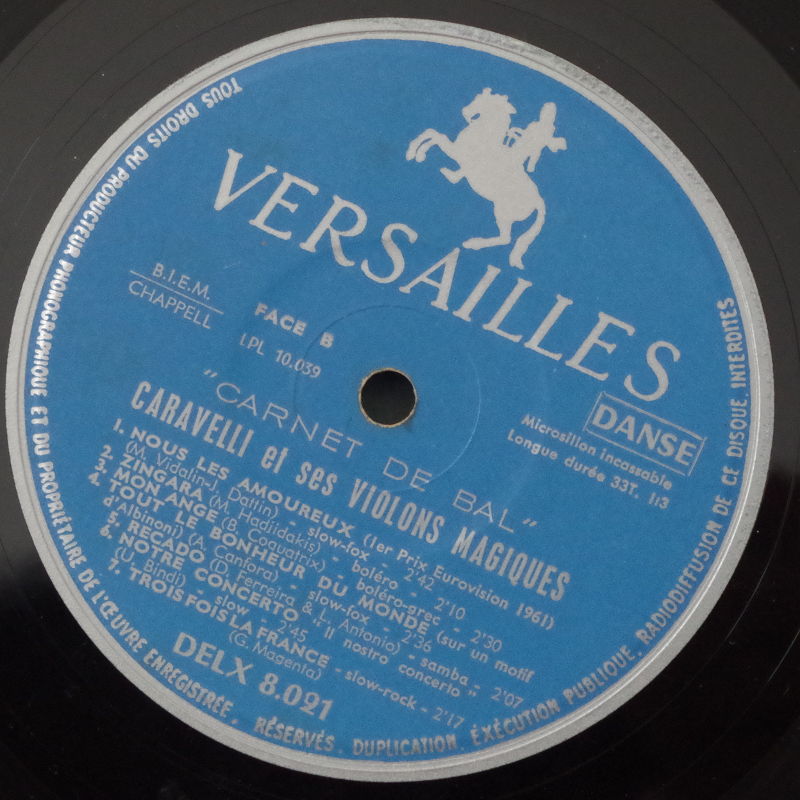 VERSAILLES
B.I.E.M.
CHAPPELL
FACE B
LPL 10.039
DANSE
Microsillon incassable
Longue durée 33T. 1:3
"CARNET DE BAL"
CARAVELLI et ses VIOLONS MAGIQUES
1. NOUS LES AMOUREUX (1er Prix Eurovision 1961)
(M. Vidalin-J. Datin) - slow-fox - 2'42
2. ZINGARA (M. Hadjidakis) - boléro - 2'10
3. MON ANGE (B. Coquatrix) - boléro-grec - 2'30
4. TOUT LE BONHEUR DU MONDE (sur un motif
d'Albinoni) (A. Canfora) - slow-fox - 2'36
5. RECADO (D. Ferreira & L. Antonio) - samba - 2'07
6. NOTRE CONCERTO "Il nostro concerto"
(U. Bindi) - slow - 2'45
7. TROIS FOIS LA FRANCE - slow-rock - 2'17
(G. Magenta)
DELX 8.021
TOUS DROITS DU PRODUCTEUR PHONOGRAPHIQUE ET DU PROPRIÉTAIRE DE L'ŒUVRE ENREGISTRÉE, RÉSERVÉS. DUPLICATION, EXÉCUTION PUBLIQUE, RADIODIFFUSION DE CE DISQUE, INTERDITES